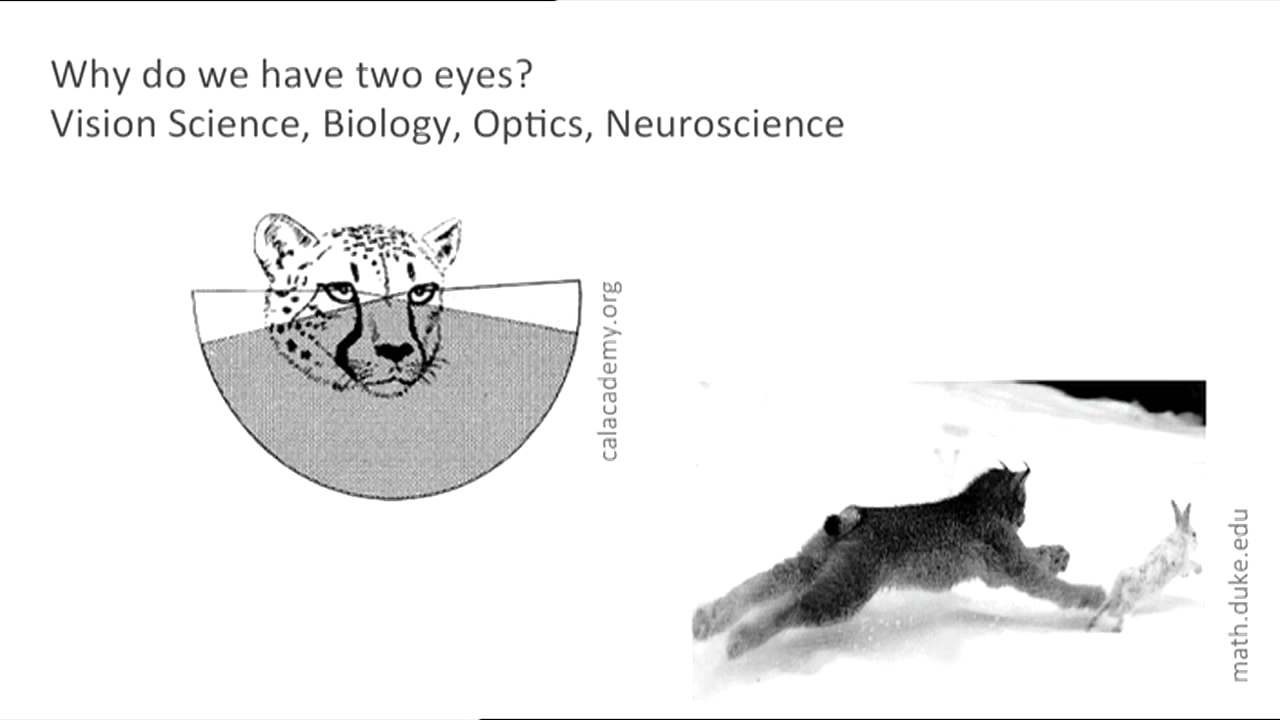 Why do we have two eyes?
Vision Science, Biology, Optics, Neuroscience
calacademy.org
math.duke.edu